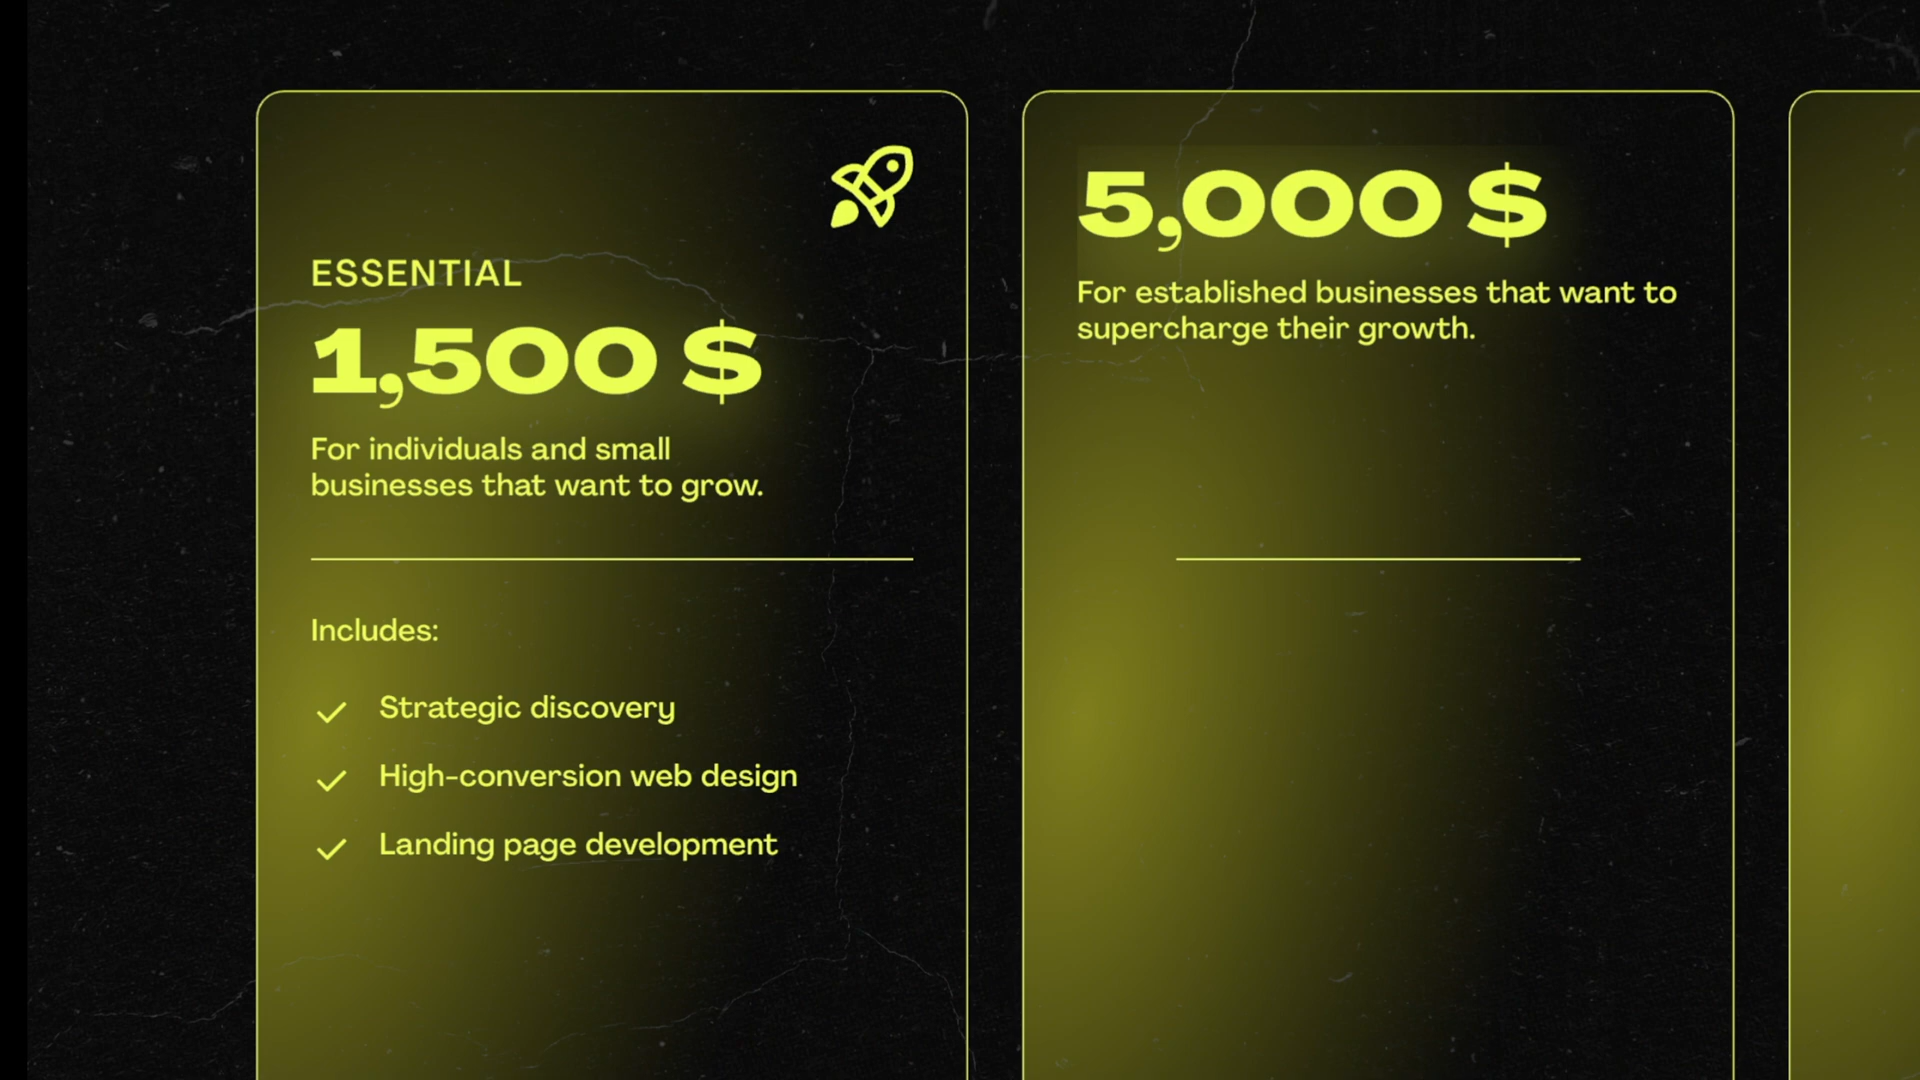 ESSENTIAL
1,500 $
For individuals and small
businesses that want to grow.
Includes:
Strategic discovery
High-conversion web design
Landing page development
5,000 $
For established businesses that want to
supercharge their growth.